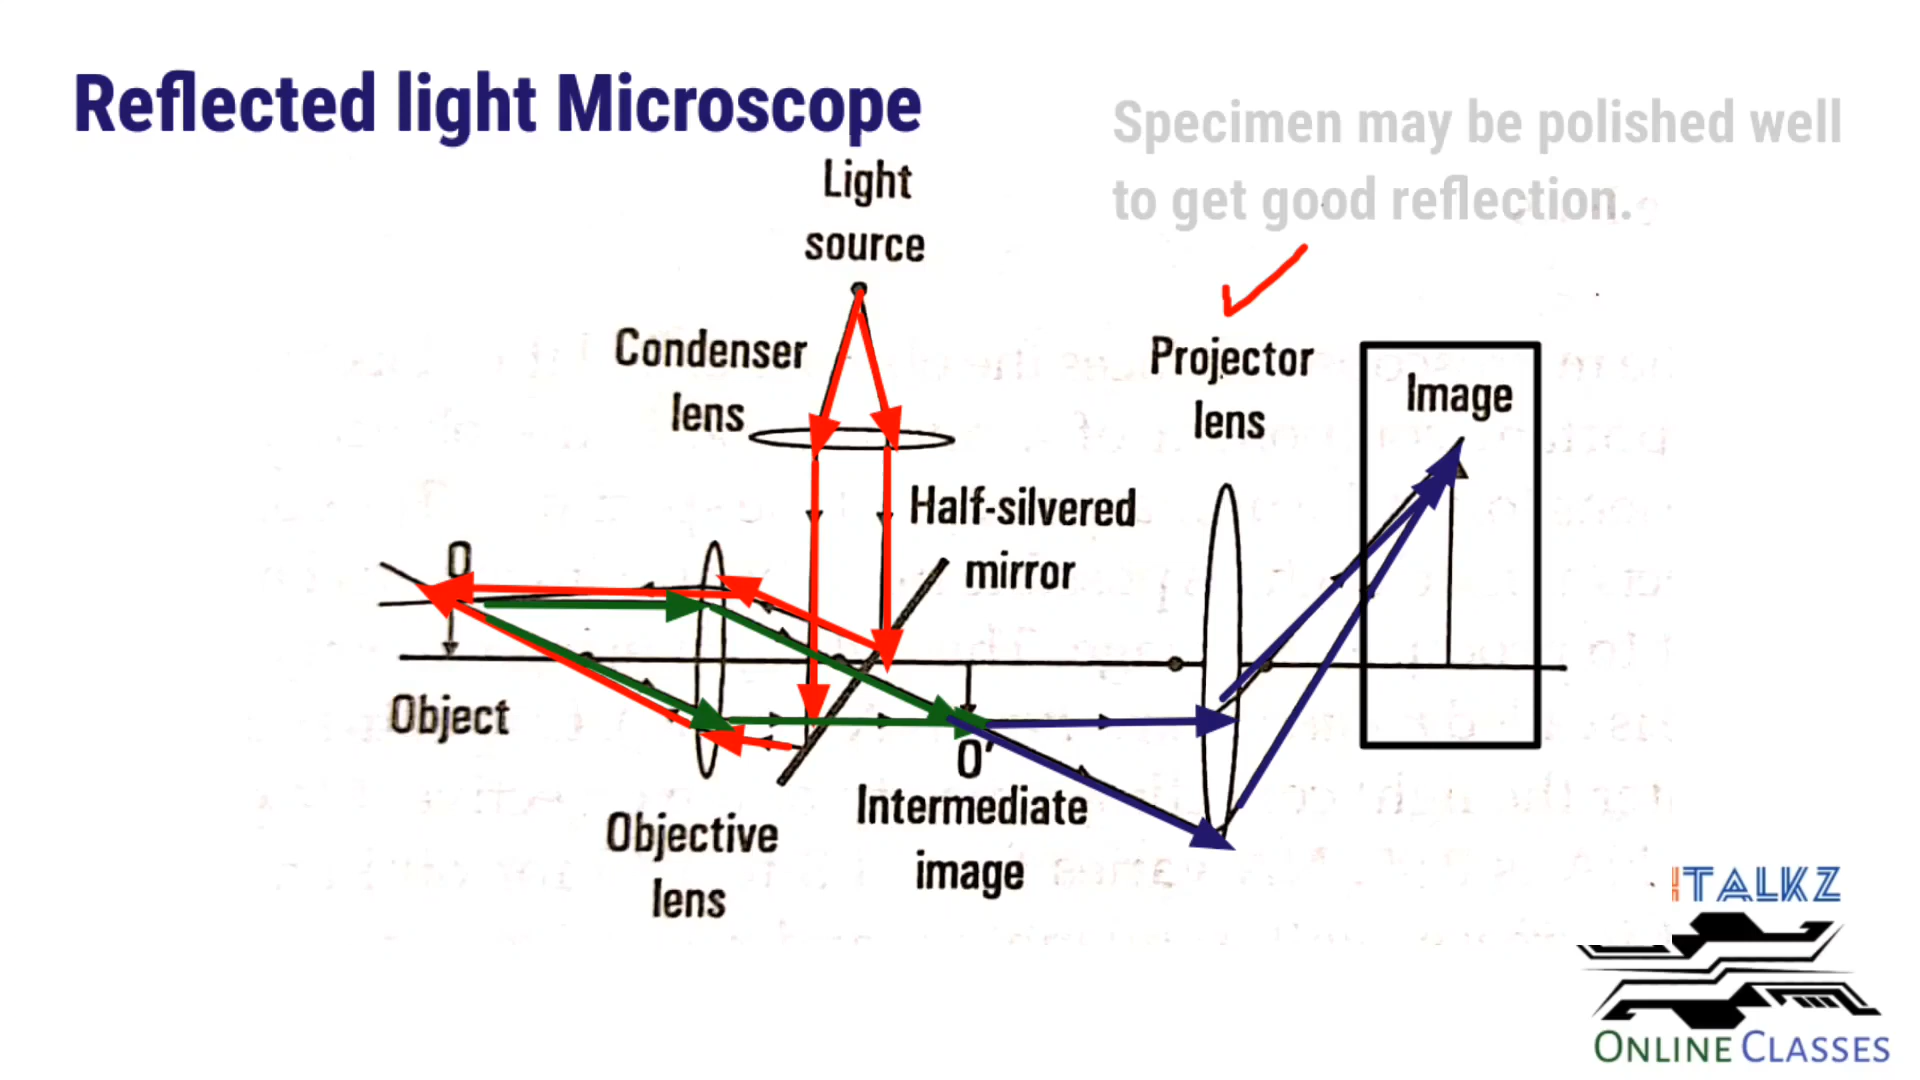 Reflected light Microscope
Specimen may be polished well
to get good reflection.
Light
source
Condenser
lens
Projector
lens
Image
Half-silvered
mirror
O
Object
O'
Intermediate
image
Objective
lens
TALKZ
ONLINE CLASSES